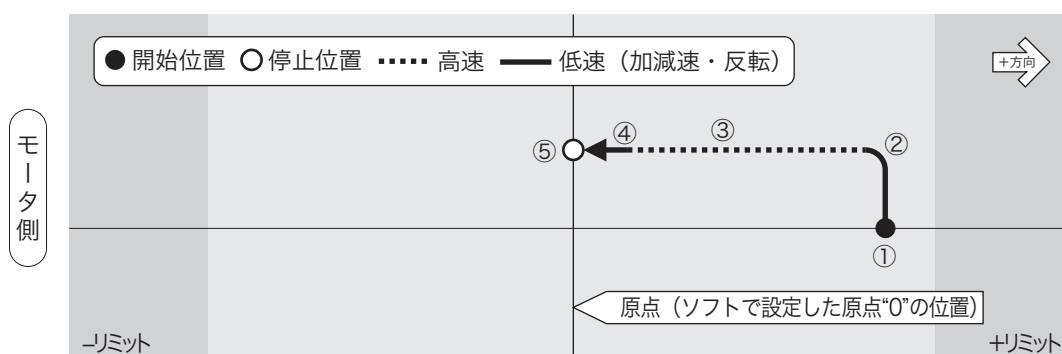 ●開始位置 ○停止位置 ‥‥‥ 高速 ━━ 低速（加減速・反転）
+方向
モータ側
⑤ ④ ③ ②
①
原点（ソフトで設定した原点“0”の位置）
−リミット
+リミット